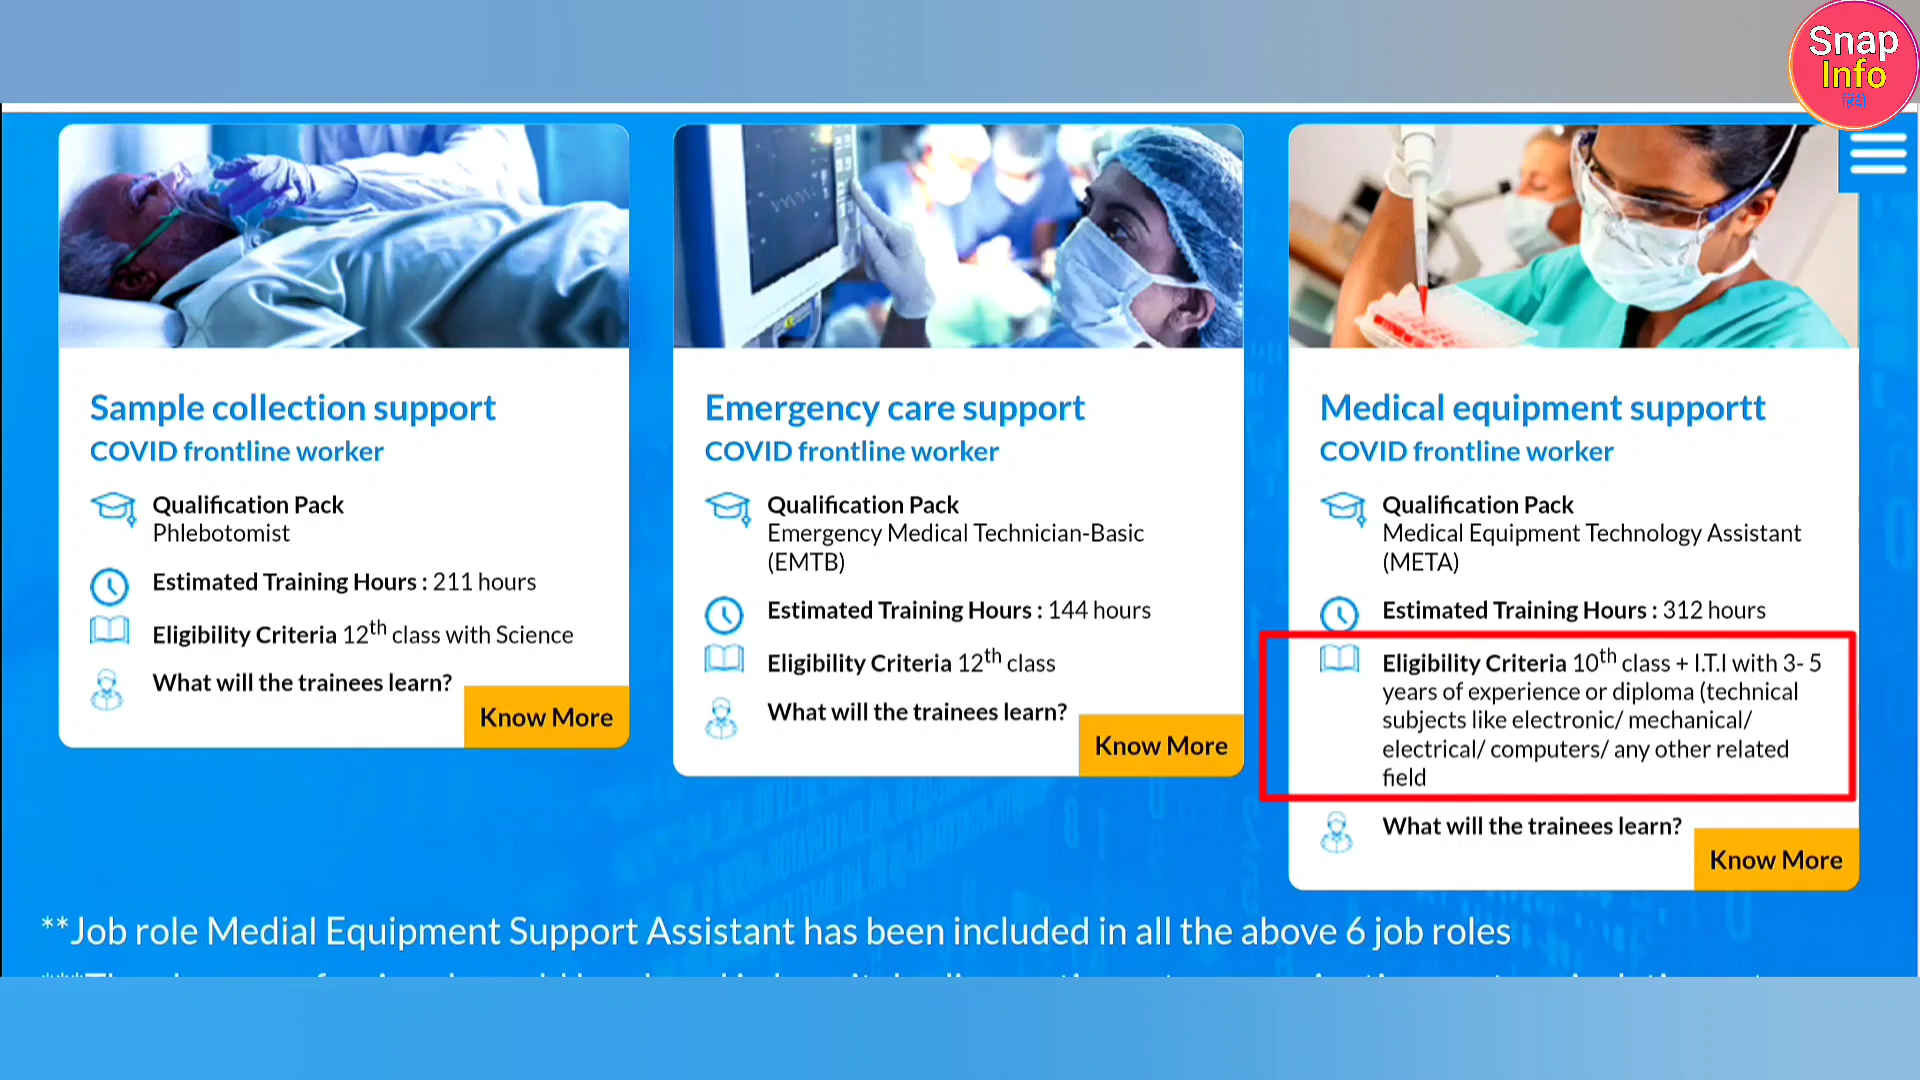 Snap
Info
हिंदी
Sample collection support
COVID frontline worker
Qualification Pack
Phlebotomist
Estimated Training Hours : 211 hours
Eligibility Criteria 12th class with Science
What will the trainees learn?
Know More
Emergency care support
COVID frontline worker
Qualification Pack
Emergency Medical Technician-Basic
(EMTB)
Estimated Training Hours : 144 hours
Eligibility Criteria 12th class
What will the trainees learn?
Know More
Medical equipment supportt
COVID frontline worker
Qualification Pack
Medical Equipment Technology Assistant
(META)
Estimated Training Hours : 312 hours
Eligibility Criteria 10th class + I.T.I with 3- 5
years of experience or diploma (technical
subjects like electronic/ mechanical/
electrical/ computers/ any other related
field
What will the trainees learn?
Know More
**Job role Medial Equipment Support Assistant has been included in all the above 6 job roles